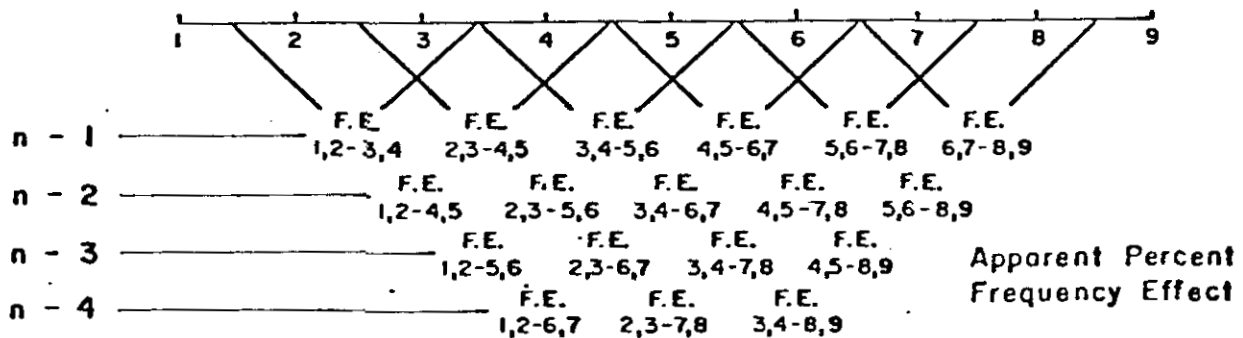 1 2 3 4 5 6 7 8 9
F.E. F.E. F.E. F.E. F.E. F.E.
n - 1 1,2-3,4 2,3-4,5 3,4-5,6 4,5-6,7 5,6-7,8 6,7-8,9
F.E. F.E. F.E. F.E. F.E.
n - 2 1,2-4,5 2,3-5,6 3,4-6,7 4,5-7,8 5,6-8,9
F.E. F.E. F.E. F.E.
n - 3 1,2-5,6 2,3-6,7 3,4-7,8 4,5-8,9
Apparent Percent
Frequency Effect
F.E. F.E. F.E.
n - 4 1,2-6,7 2,3-7,8 3,4-8,9